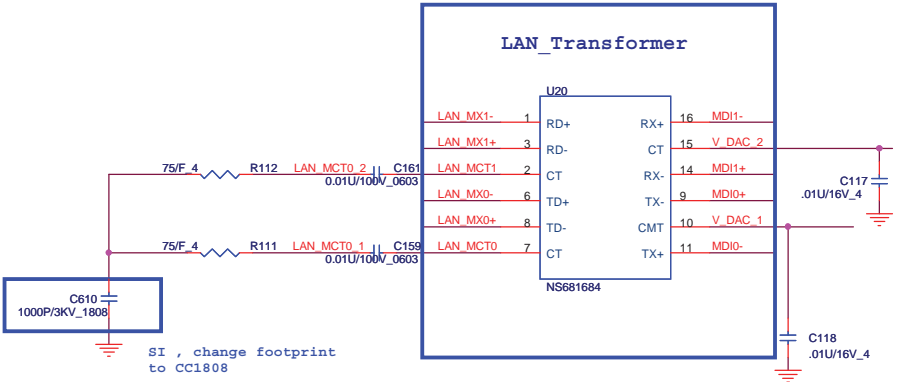 LAN_Transformer
U20
LAN_MX1- 1 RD+ RX+ 16 MDI1-
LAN_MX1+ 3 RD- CT 15 V_DAC_2
75/F_4 R112 LAN_MCT0_2 C161 LAN_MCT1 2 CT RX- 14 MDI1+
0.01U/100V_0603
C117
.01U/16V_4
LAN_MX0- 6 TD+ TX- 9 MDI0+
LAN_MX0+ 8 TD- CMT 10 V_DAC_1
75/F_4 R111 LAN_MCT0_1 C159 LAN_MCT0 7 CT TX+ 11 MDI0-
0.01U/100V_0603
NS681684
C610
1000P/3KV_1808
C118
.01U/16V_4
SI , change footprint
to CC1808